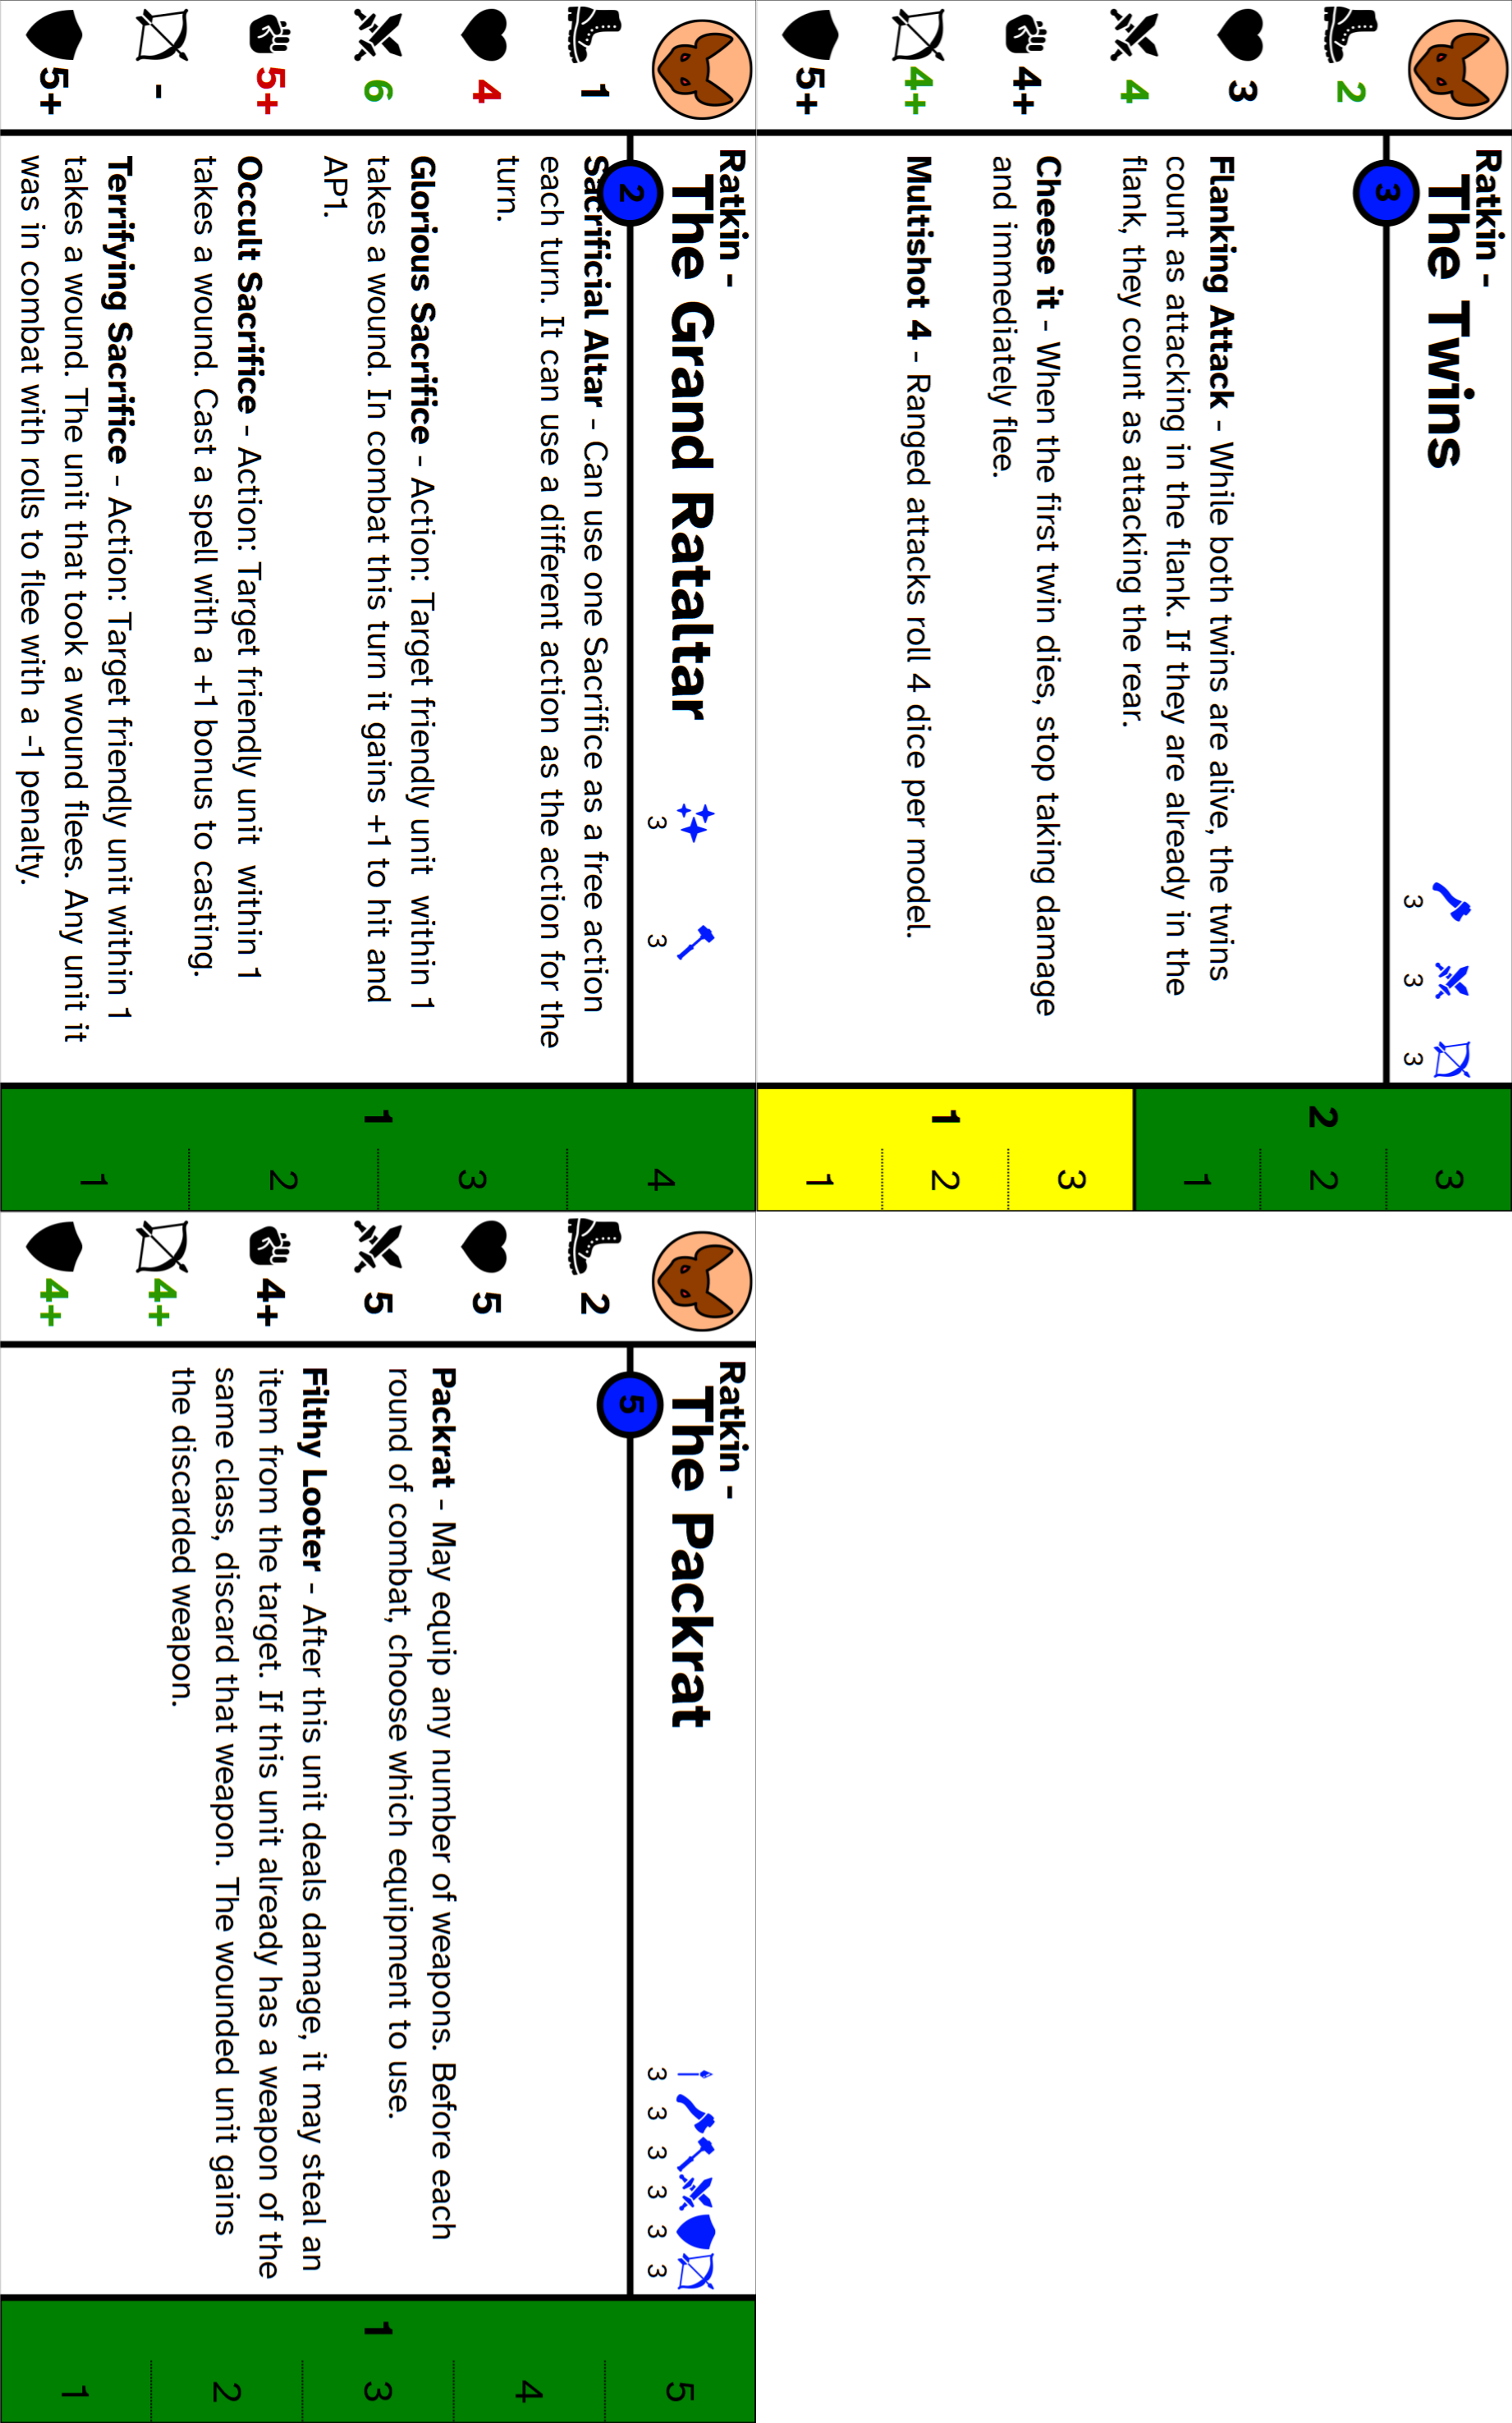 Ratkin -
The Twins
3
3
3
3
2
3
4
4+
4+
5+
Flanking Attack - While both twins are alive, the twins
count as attacking in the flank. If they are already in the
flank, they count as attacking the rear.
Cheese it - When the first twin dies, stop taking damage
and immediately flee.
Multishot 4 - Ranged attacks roll 4 dice per model.
2
3
2
1
1
3
2
1
Ratkin -
The Grand Rataltar
3
3
2
1
4
6
5+
-
5+
Sacrificial Altar - Can use one Sacrifice as a free action
each turn. It can use a different action as the action for the
turn.
Glorious Sacrifice - Action: Target friendly unit  within 1
takes a wound. In combat this turn it gains +1 to hit and
AP1.
Occult Sacrifice - Action: Target friendly unit  within 1
takes a wound. Cast a spell with a +1 bonus to casting.
Terrifying Sacrifice - Action: Target friendly unit within 1
takes a wound. The unit that took a wound flees. Any unit it
was in combat with rolls to flee with a -1 penalty.
1
4
3
2
1
Ratkin -
The Packrat
3
3
3
3
3
3
5
2
5
5
4+
4+
4+
Packrat - May equip any number of weapons. Before each
round of combat, choose which equipment to use.
Filthy Looter - After this unit deals damage, it may steal an
item from the target. If this unit already has a weapon of the
same class, discard that weapon. The wounded unit gains
the discarded weapon.
1
5
4
3
2
1